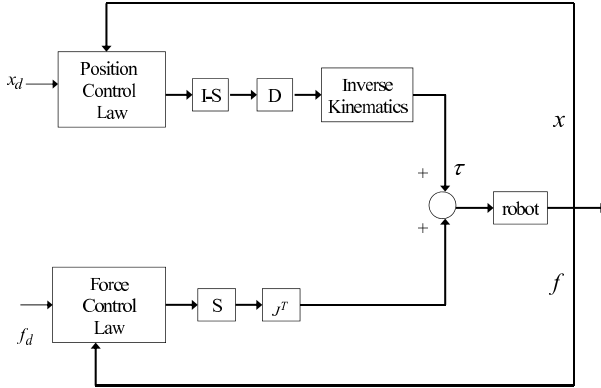 x_d
Position
Control
Law
I-S
D
Inverse
Kinematics
x
+
τ
+
robot
f
f_d
Force
Control
Law
S
J^T